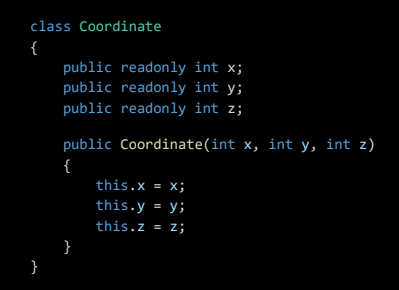 class Coordinate
{
    public readonly int x;
    public readonly int y;
    public readonly int z;

    public Coordinate(int x, int y, int z)
    {
        this.x = x;
        this.y = y;
        this.z = z;
    }
}